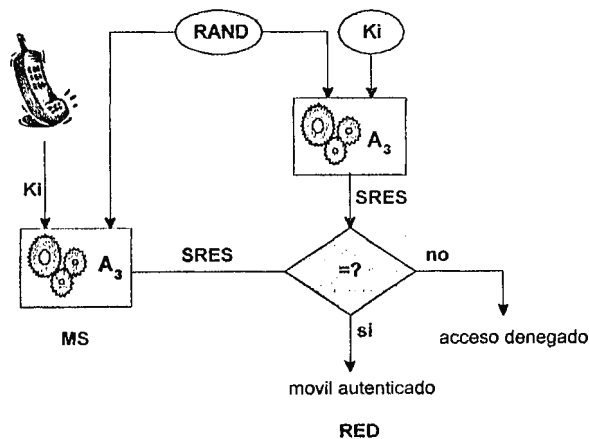 RAND
Ki
A3
SRES
Ki
A3
SRES
=?
no
MS
si
acceso denegado
movil autenticado
RED